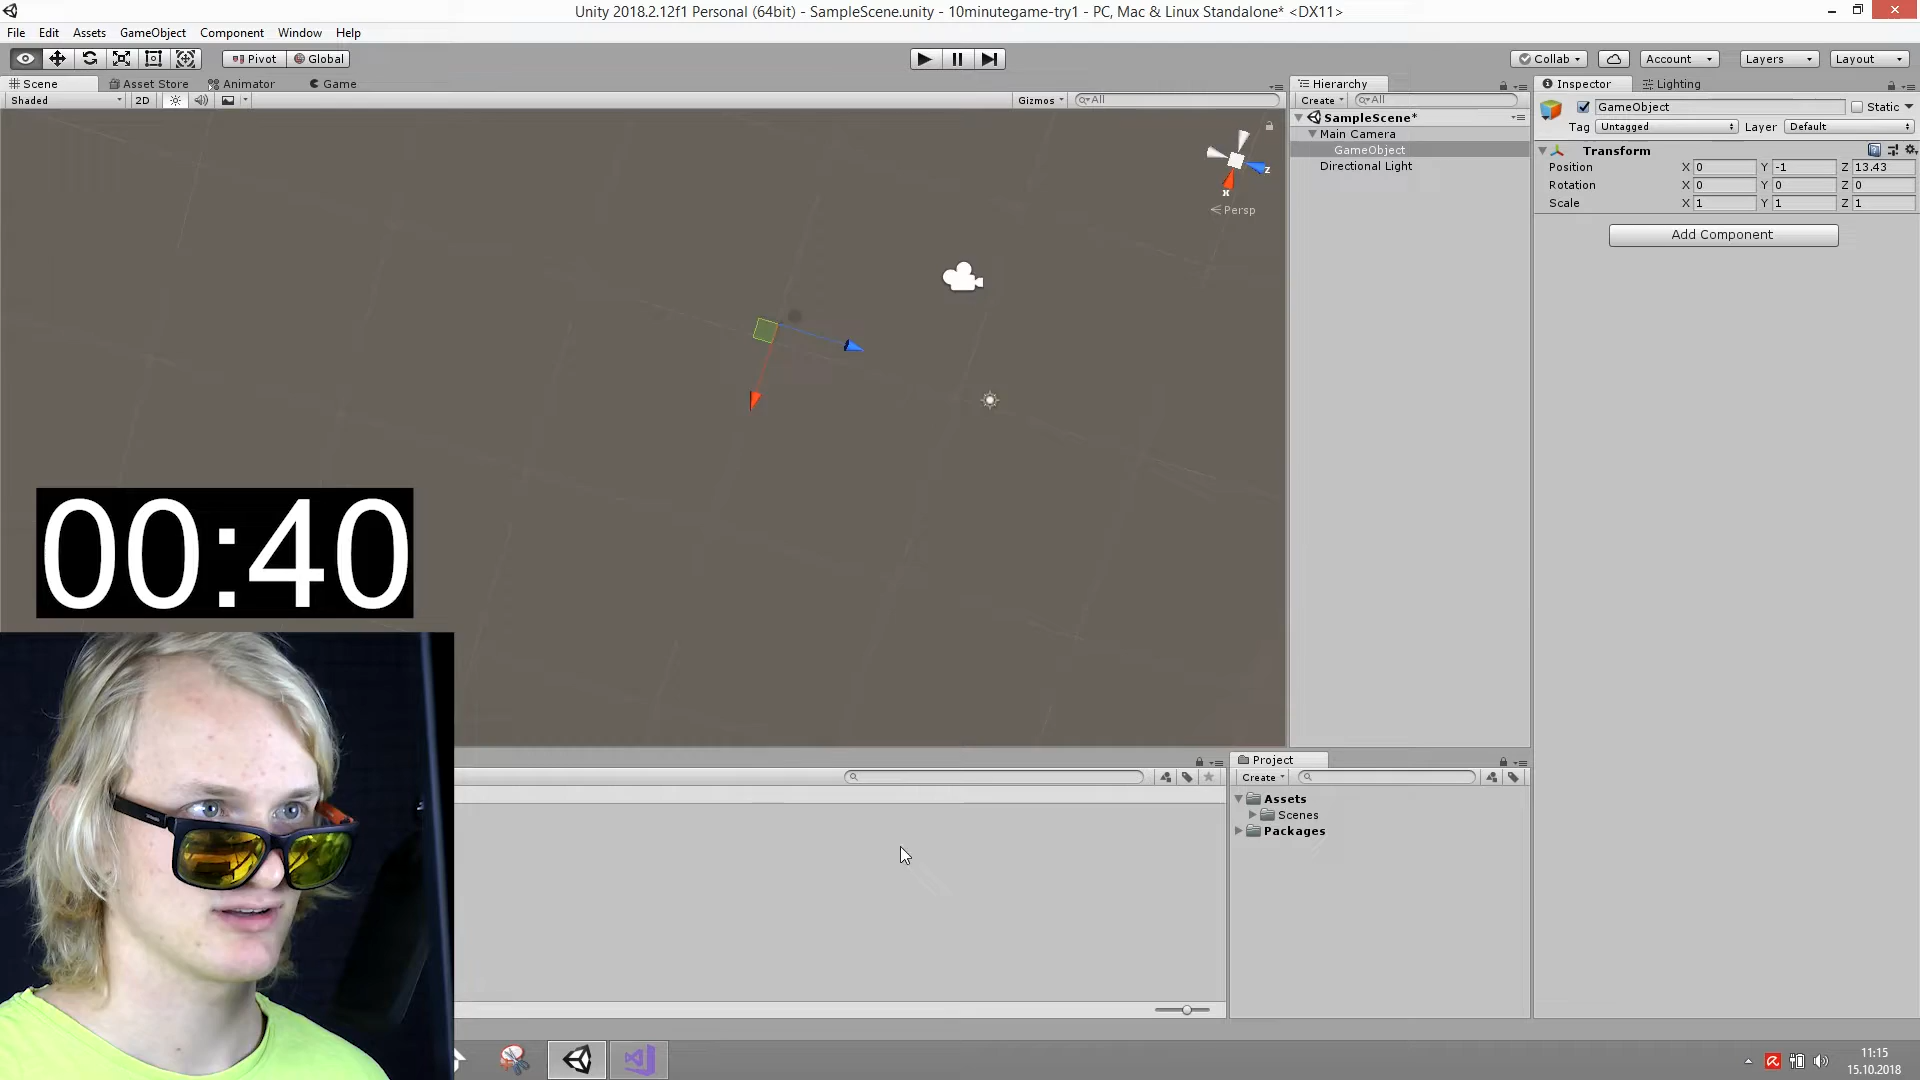 Unity 2018.2.12f1 Personal (64bit) - SampleScene.unity - 10minutegame-try1 - PC, Mac & Linux Standalone* <DX11>
File Edit Assets GameObject Component Window Help
Pivot Global Collab Account Layers Layout
Scene Asset Store Animator Game
Shaded 2D Gizmos All
z
x
Persp
Hierarchy
Create All
SampleScene*
Main Camera
GameObject
Directional Light
Inspector Lighting
GameObject Static
Tag Untagged Layer Default
Transform
Position X 0 Y -1 Z 13.43
Rotation X 0 Y 0 Z 0
Scale X 1 Y 1 Z 1
Add Component
00:40
Project
Create
Assets
Scenes
Packages
11:15
15.10.2018